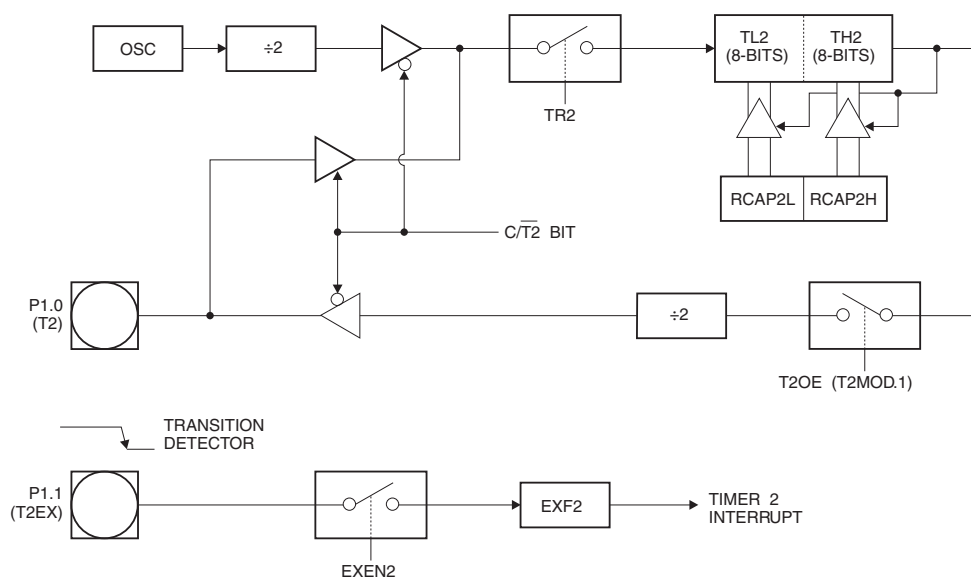 OSC
÷2
TR2
TL2
(8-BITS)
TH2
(8-BITS)
RCAP2L
RCAP2H
C/T2 BIT
P1.0
(T2)
÷2
T2OE (T2MOD.1)
TRANSITION
DETECTOR
P1.1
(T2EX)
EXEN2
EXF2
TIMER 2
INTERRUPT